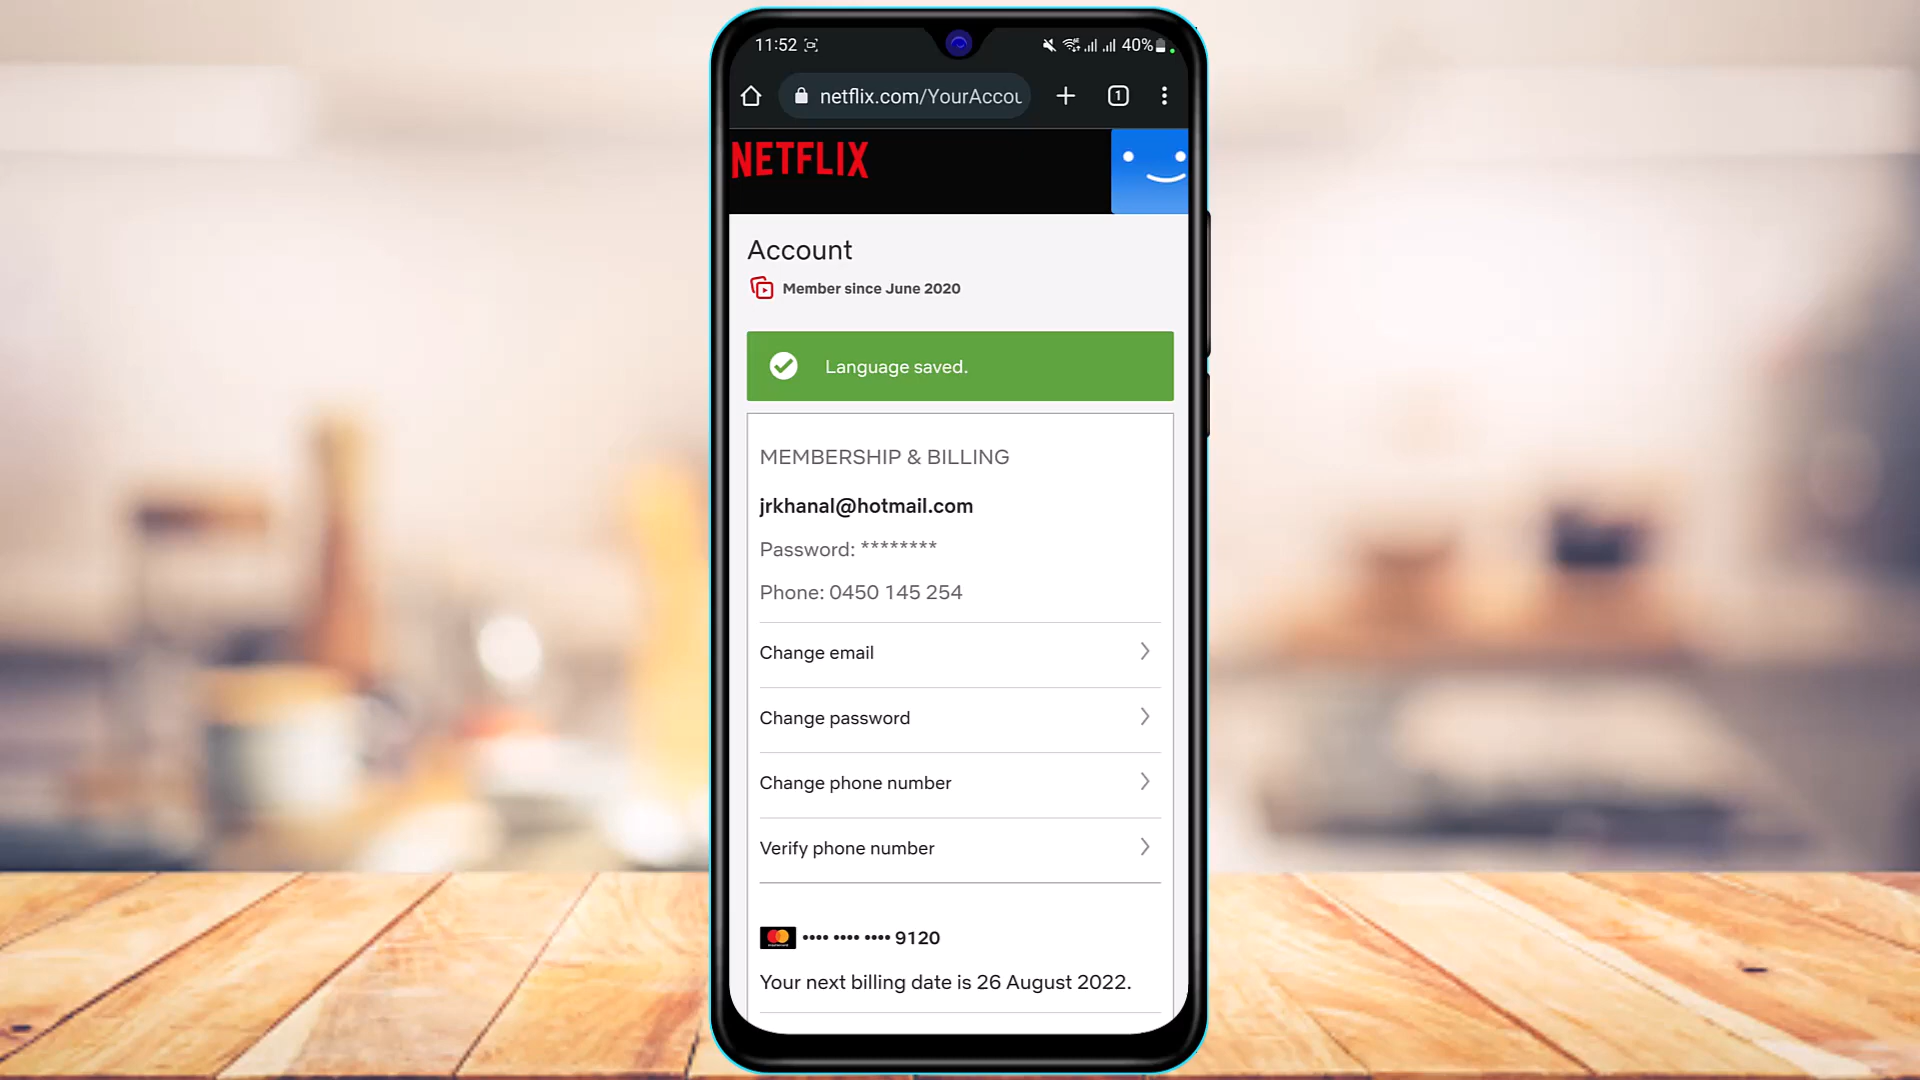 11:52
40%
netflix.com/YourAccou
1
NETFLIX
Account
Member since June 2020
Language saved.
MEMBERSHIP & BILLING
jrkhanal@hotmail.com
Password: ********
Phone: 0450 145 254
Change email
Change password
Change phone number
Verify phone number
•••• •••• •••• 9120
Your next billing date is 26 August 2022.